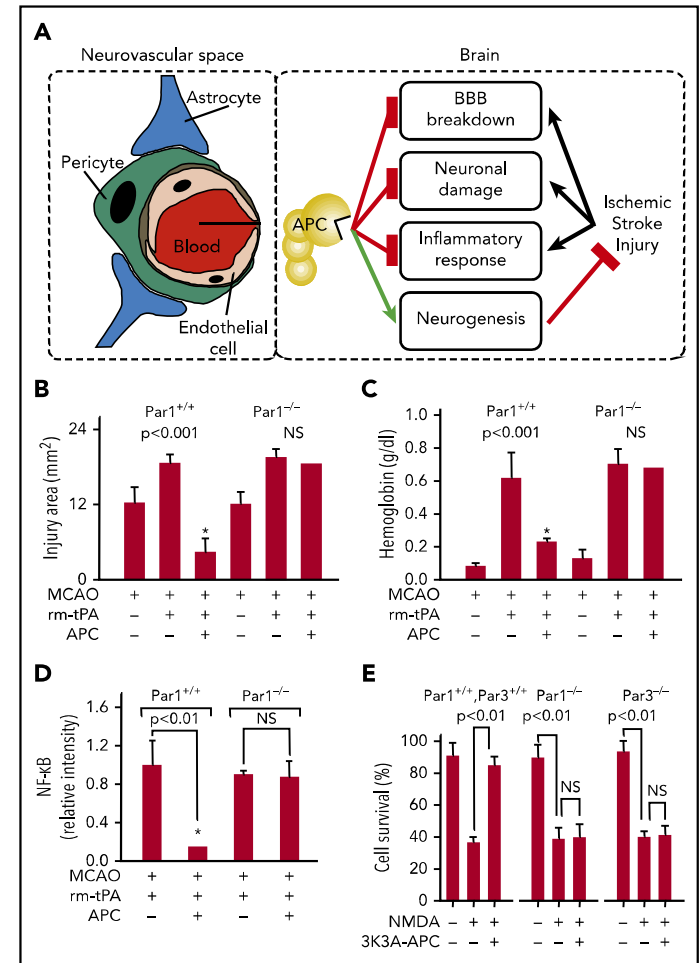 A
Neurovascular space
Brain
Astrocyte
Pericyte
Blood
Endothelial
cell
APC
BBB
breakdown
Neuronal
damage
Inflammatory
response
Neurogenesis
Ischemic
Stroke
Injury
B
Par1+/+
Par1−/−
p<0.001
NS
24
12
0
Injury area (mm2)
*
MCAO + + + + + +
rm-tPA − + + − + +
APC − − + − − +
C
Par1+/+
Par1−/−
p<0.001
NS
1.0
0.8
0.6
0.4
0.2
0.0
Hemoglobin (g/dl)
*
MCAO + + + + + +
rm-tPA − + + − + +
APC − − + − − +
D
Par1+/+
Par1−/−
p<0.01
NS
1.6
1.2
0.8
0.4
0.0
NF-κB
(relative intensity)
*
MCAO + + + +
rm-tPA + + + +
APC − + − +
E
Par1+/+,Par3+/+
Par1−/−
Par3−/−
p<0.01
p<0.01
p<0.01
NS
NS
100
80
60
40
20
0
Cell survival (%)
NMDA − + + − + + − + +
3K3A-APC − − + − − + − − +